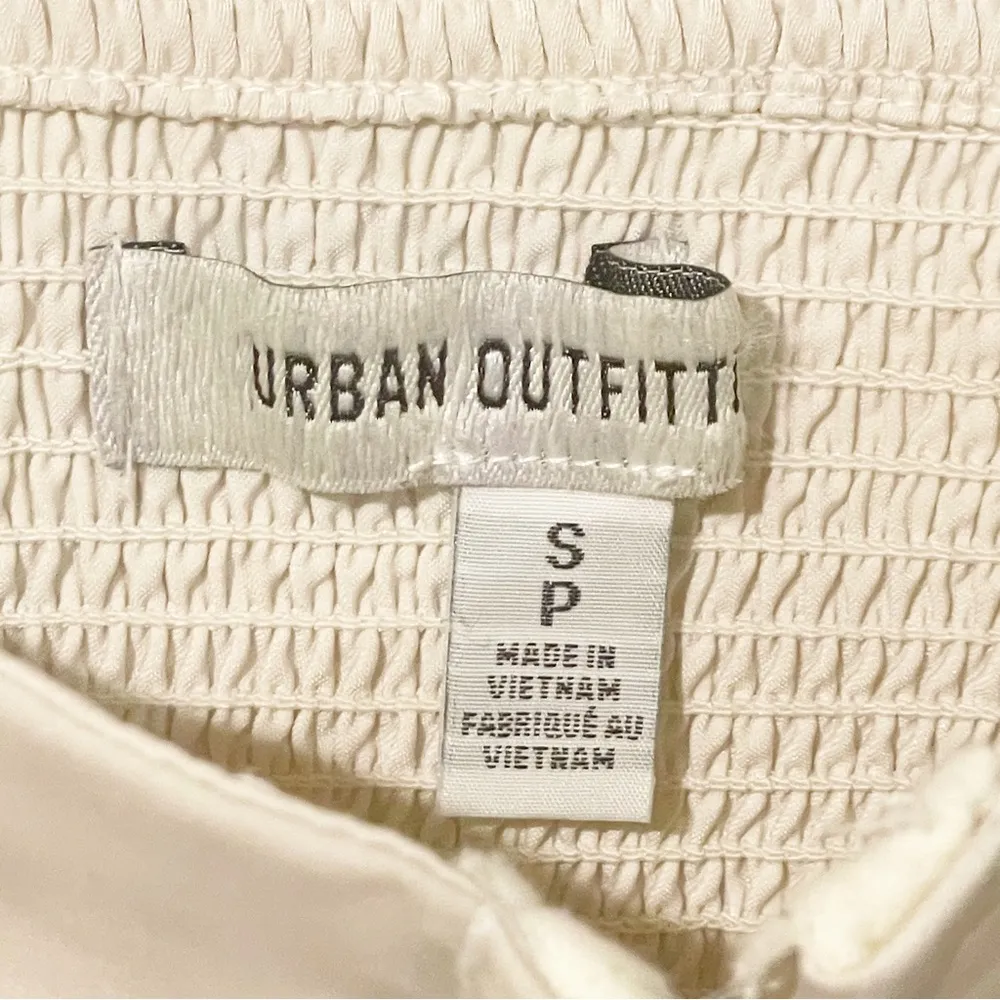 URBAN OUTFITT
S
P
MADE IN
VIETNAM
FABRIQUÉ AU
VIETNAM